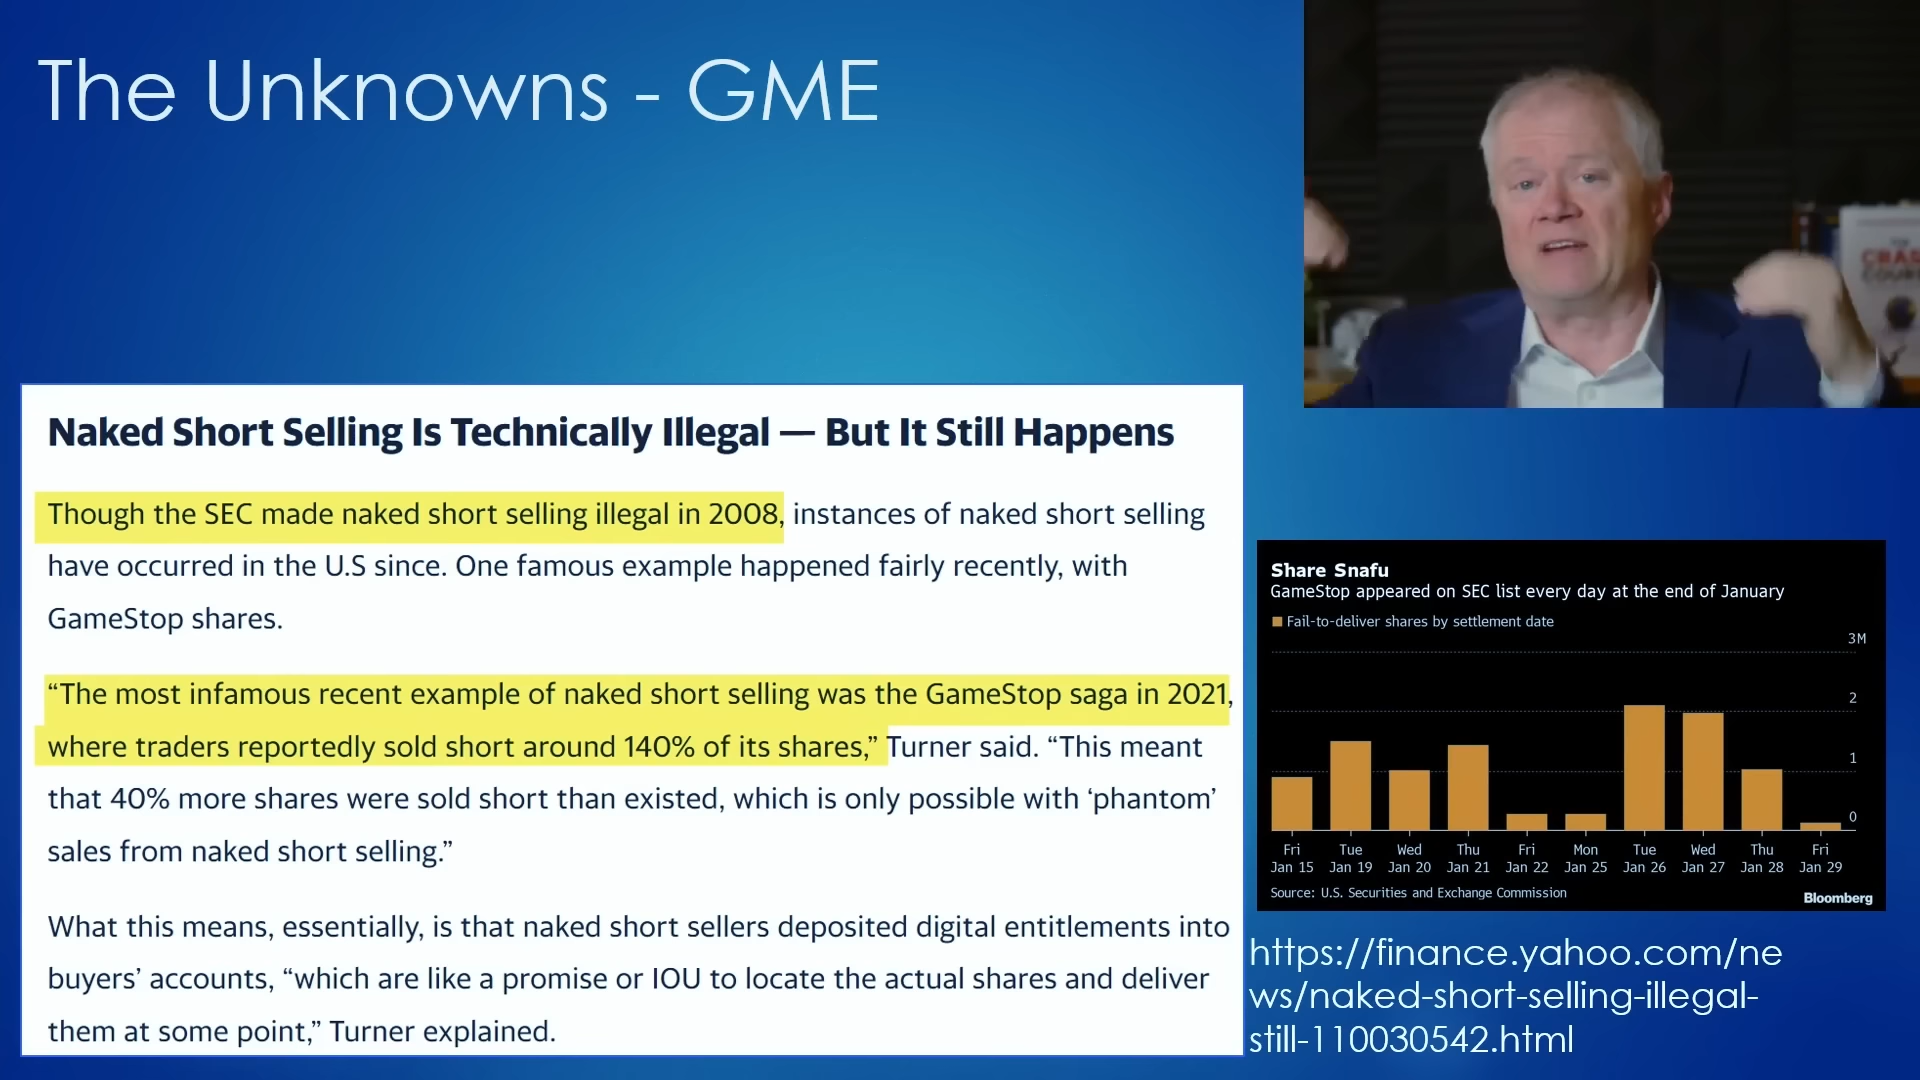 The Unknowns - GME
Naked Short Selling Is Technically Illegal — But It Still Happens
Though the SEC made naked short selling illegal in 2008, instances of naked short selling
have occurred in the U.S since. One famous example happened fairly recently, with
GameStop shares.
“The most infamous recent example of naked short selling was the GameStop saga in 2021,
where traders reportedly sold short around 140% of its shares,” Turner said. “This meant
that 40% more shares were sold short than existed, which is only possible with ‘phantom’
sales from naked short selling.”
What this means, essentially, is that naked short sellers deposited digital entitlements into
buyers’ accounts, “which are like a promise or IOU to locate the actual shares and deliver
them at some point,” Turner explained.
Share Snafu
GameStop appeared on SEC list every day at the end of January
Fail-to-deliver shares by settlement date
3M
2
1
0
Fri Tue Wed Thu Fri Mon Tue Wed Thu Fri
Jan 15 Jan 19 Jan 20 Jan 21 Jan 22 Jan 25 Jan 26 Jan 27 Jan 28 Jan 29
Source: U.S. Securities and Exchange Commission
Bloomberg
https://finance.yahoo.com/ne
ws/naked-short-selling-illegal-
still-110030542.html